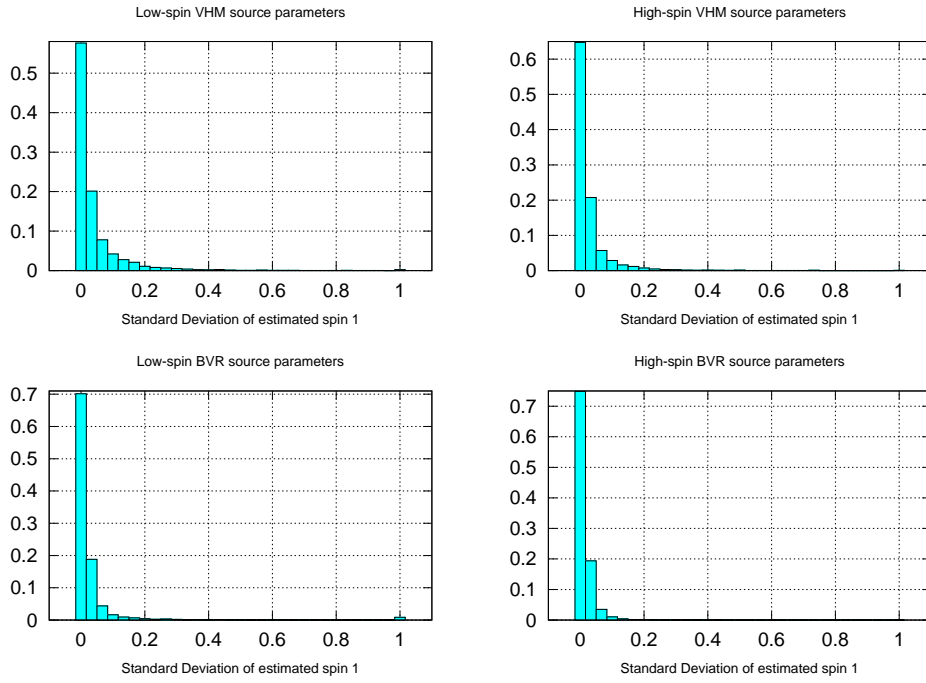 Low-spin VHM source parameters
0.5
0.4
0.3
0.2
0.1
0
0 0.2 0.4 0.6 0.8 1
Standard Deviation of estimated spin 1
High-spin VHM source parameters
0.6
0.5
0.4
0.3
0.2
0.1
0
0 0.2 0.4 0.6 0.8 1
Standard Deviation of estimated spin 1
Low-spin BVR source parameters
0.7
0.6
0.5
0.4
0.3
0.2
0.1
0
0 0.2 0.4 0.6 0.8 1
Standard Deviation of estimated spin 1
High-spin BVR source parameters
0.7
0.6
0.5
0.4
0.3
0.2
0.1
0
0 0.2 0.4 0.6 0.8 1
Standard Deviation of estimated spin 1